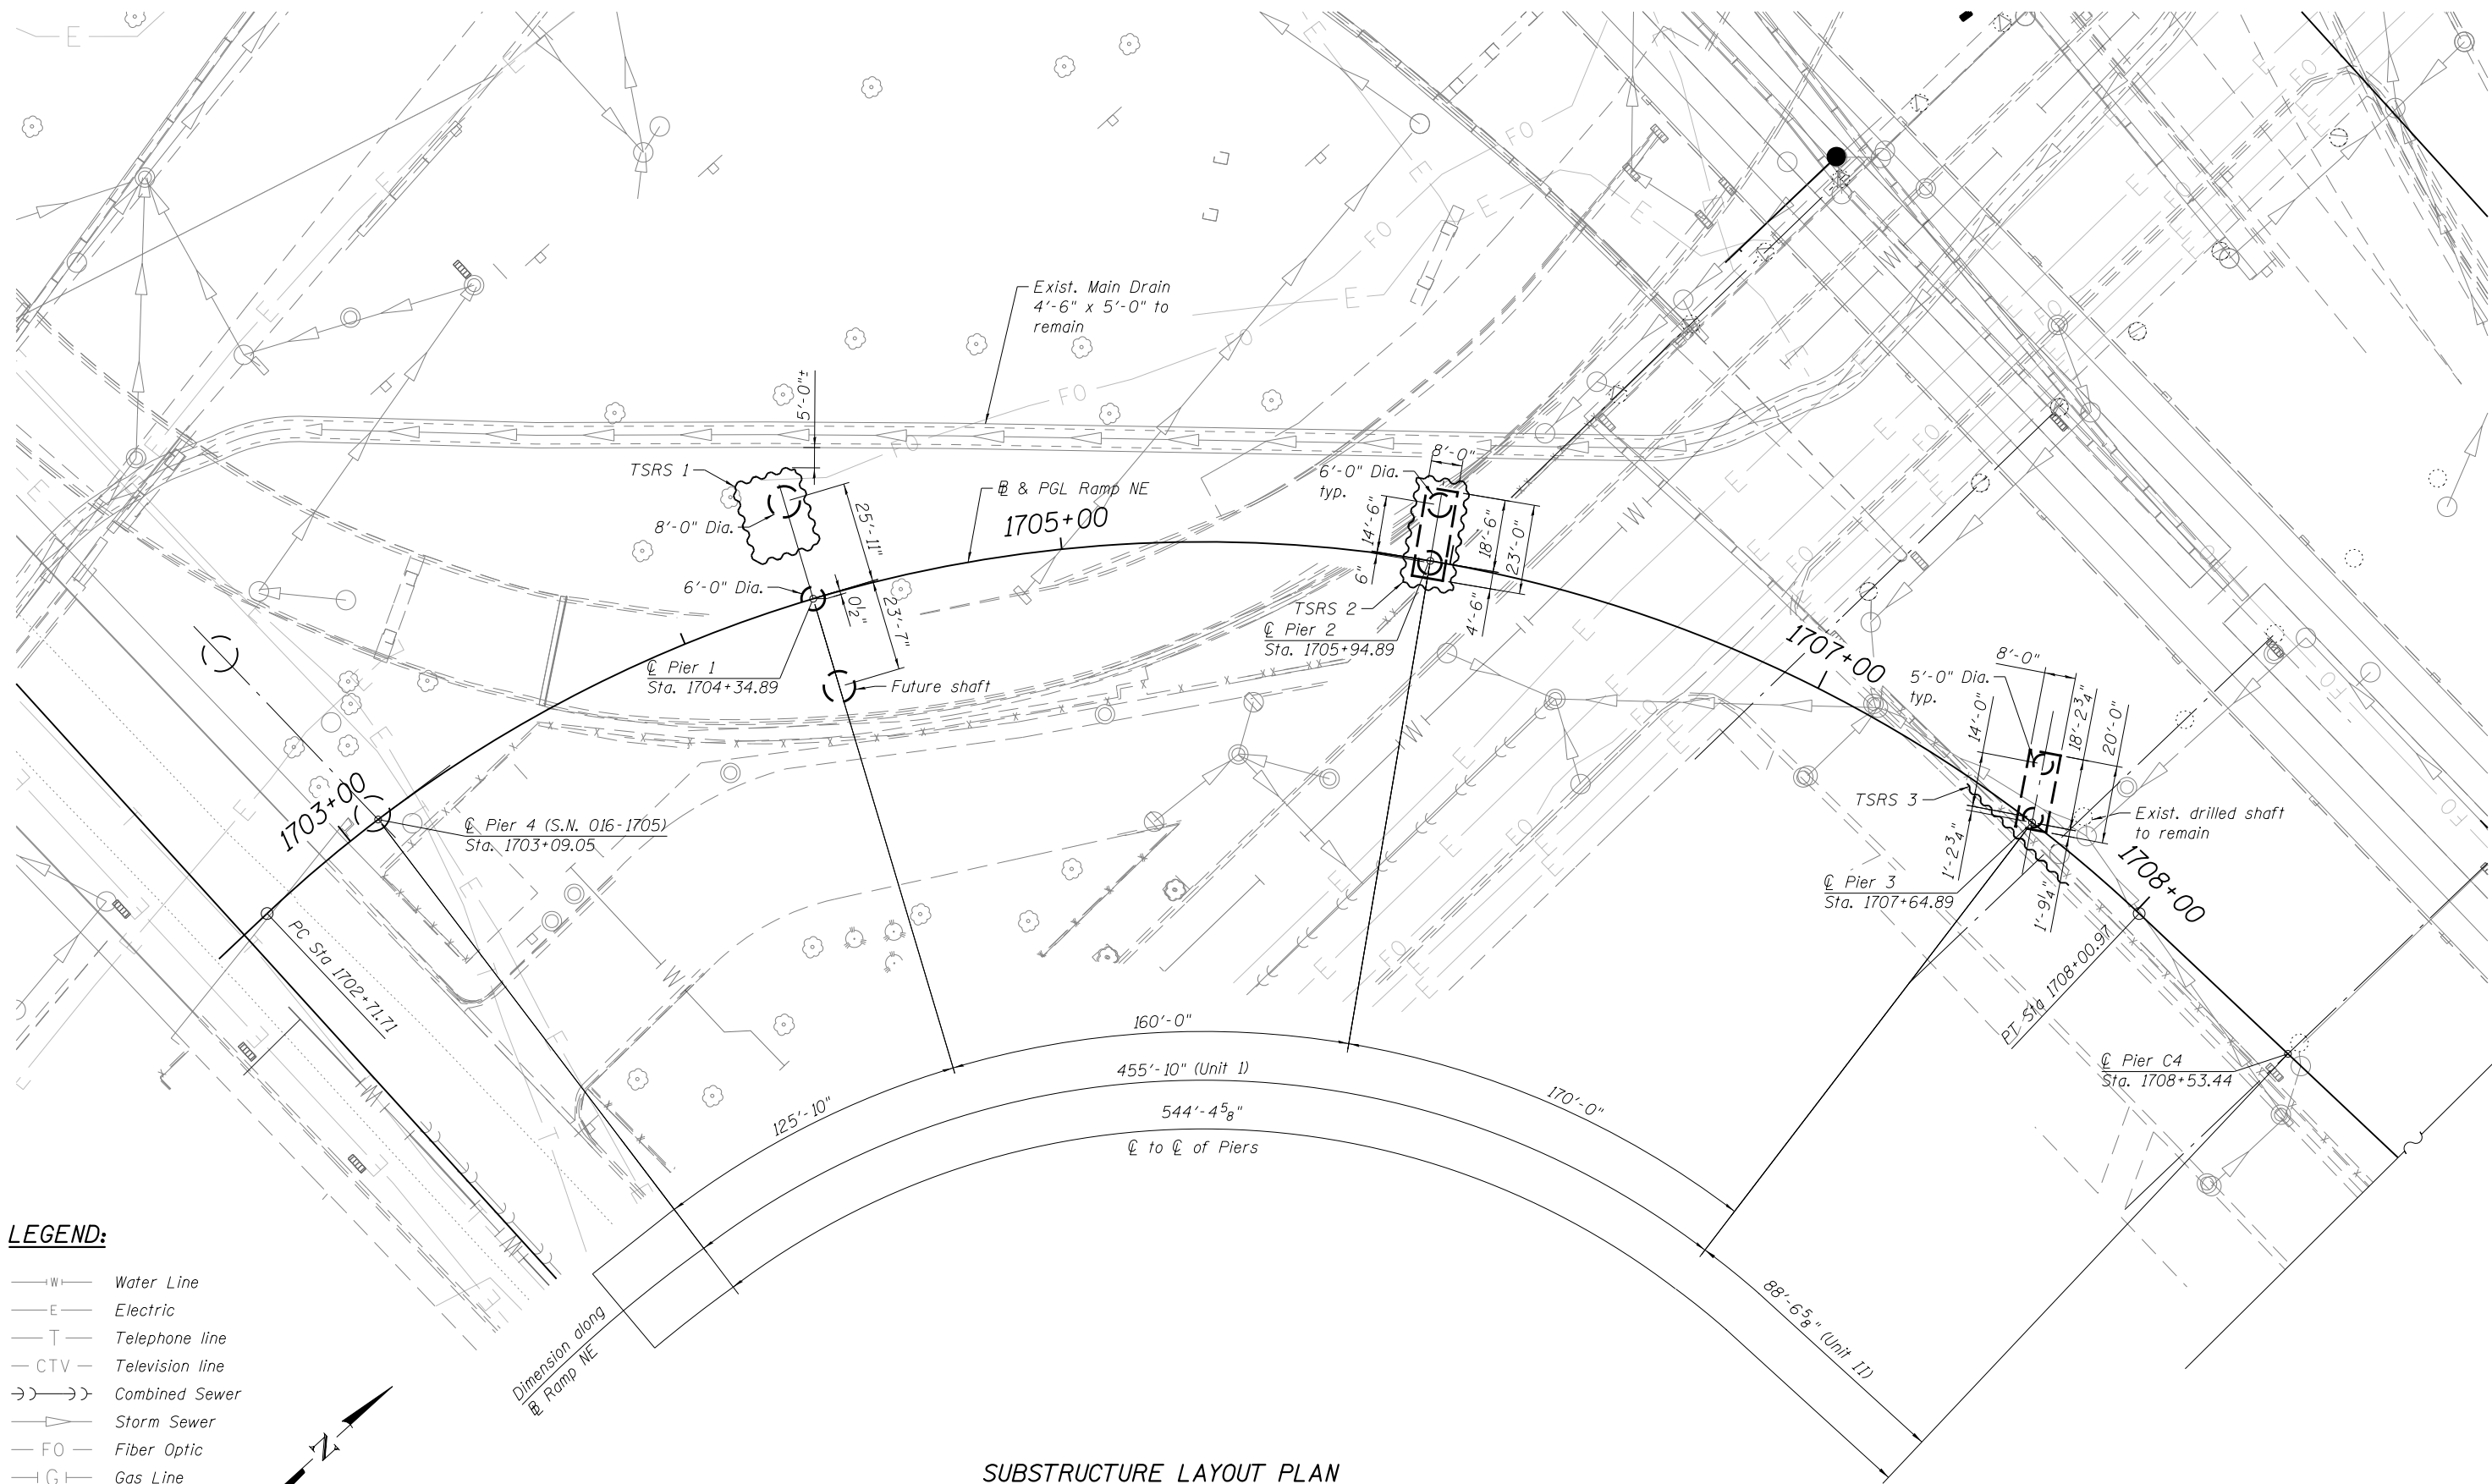 Exist. Main Drain
4'-6" x 5'-0" to
remain
5'-0"±
TSRS 1
8'-0" Dia.
6'-0" Dia.
25'-11"
0½"
23'-7"
Future shaft
℄ Pier 1
Sta. 1704+34.89
& PGL Ramp NE
1705+00
6'-0" Dia.
typ.
8'-0"
14'-6"
6"
18'-6"
23'-0"
4'-6"
TSRS 2
℄ Pier 2
Sta. 1705+94.89
1707+00
8'-0"
5'-0" Dia.
typ.
14'-0"
18'-2¾"
20'-0"
TSRS 3
1'-2¾"
1'-9¼"
Exist. drilled shaft
to remain
℄ Pier 3
Sta. 1707+64.89
1708+00
PT Sta 1708+00.97
℄ Pier C4
Sta. 1708+53.44
1703+00
℄ Pier 4 (S.N. 016-1705)
Sta. 1703+09.05
PC Sta 1702+71.71
160'-0"
455'-10" (Unit 1)
544'-4⅝"
℄ to ℄ of Piers
125'-10"
170'-0"
88'-6⅝" (Unit II)
Dimension along
Ramp NE
LEGEND:
W Water Line
E Electric
T Telephone line
CTV Television line
Combined Sewer
Storm Sewer
FO Fiber Optic
G Gas Line
N
SUBSTRUCTURE LAYOUT PLAN